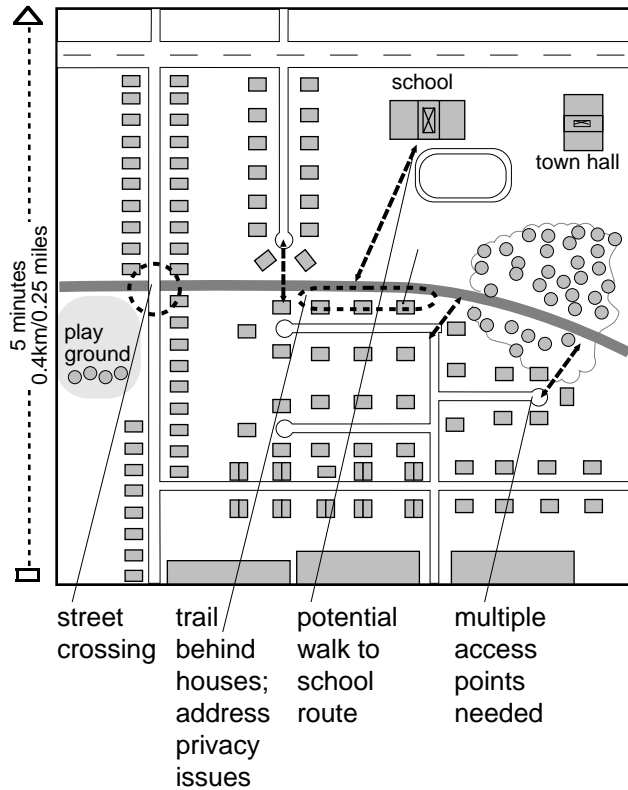 school
town hall
5 minutes
0.4km/0.25 miles
play
ground
street
crossing
trail
behind
houses;
address
privacy
issues
potential
walk to
school
route
multiple
access
points
needed